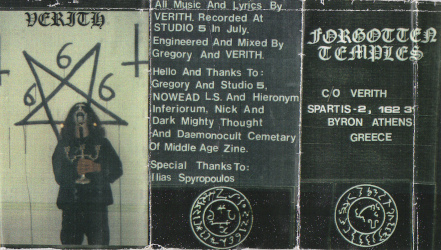 VERITH
6
6 6
All Music And Lyrics By
VERITH. Recorded At
STUDIO 5 In July.
Engineered And Mixed By
Gregory And VERITH.
Hello And Thanks To:
Gregory And Studio 5,
NOWEAD L.S. And Hieronym
Inferiorum, Nick And
Dark Mighty Thought
And Daemonocult Cemetary
Of Middle Age Zine.
Special Thanks To:
Ilias Spyropoulos
FORGOTTEN
TEMPLES
C/O VERITH
SPARTIS-2, 162 3
BYRON ATHENS
GREECE